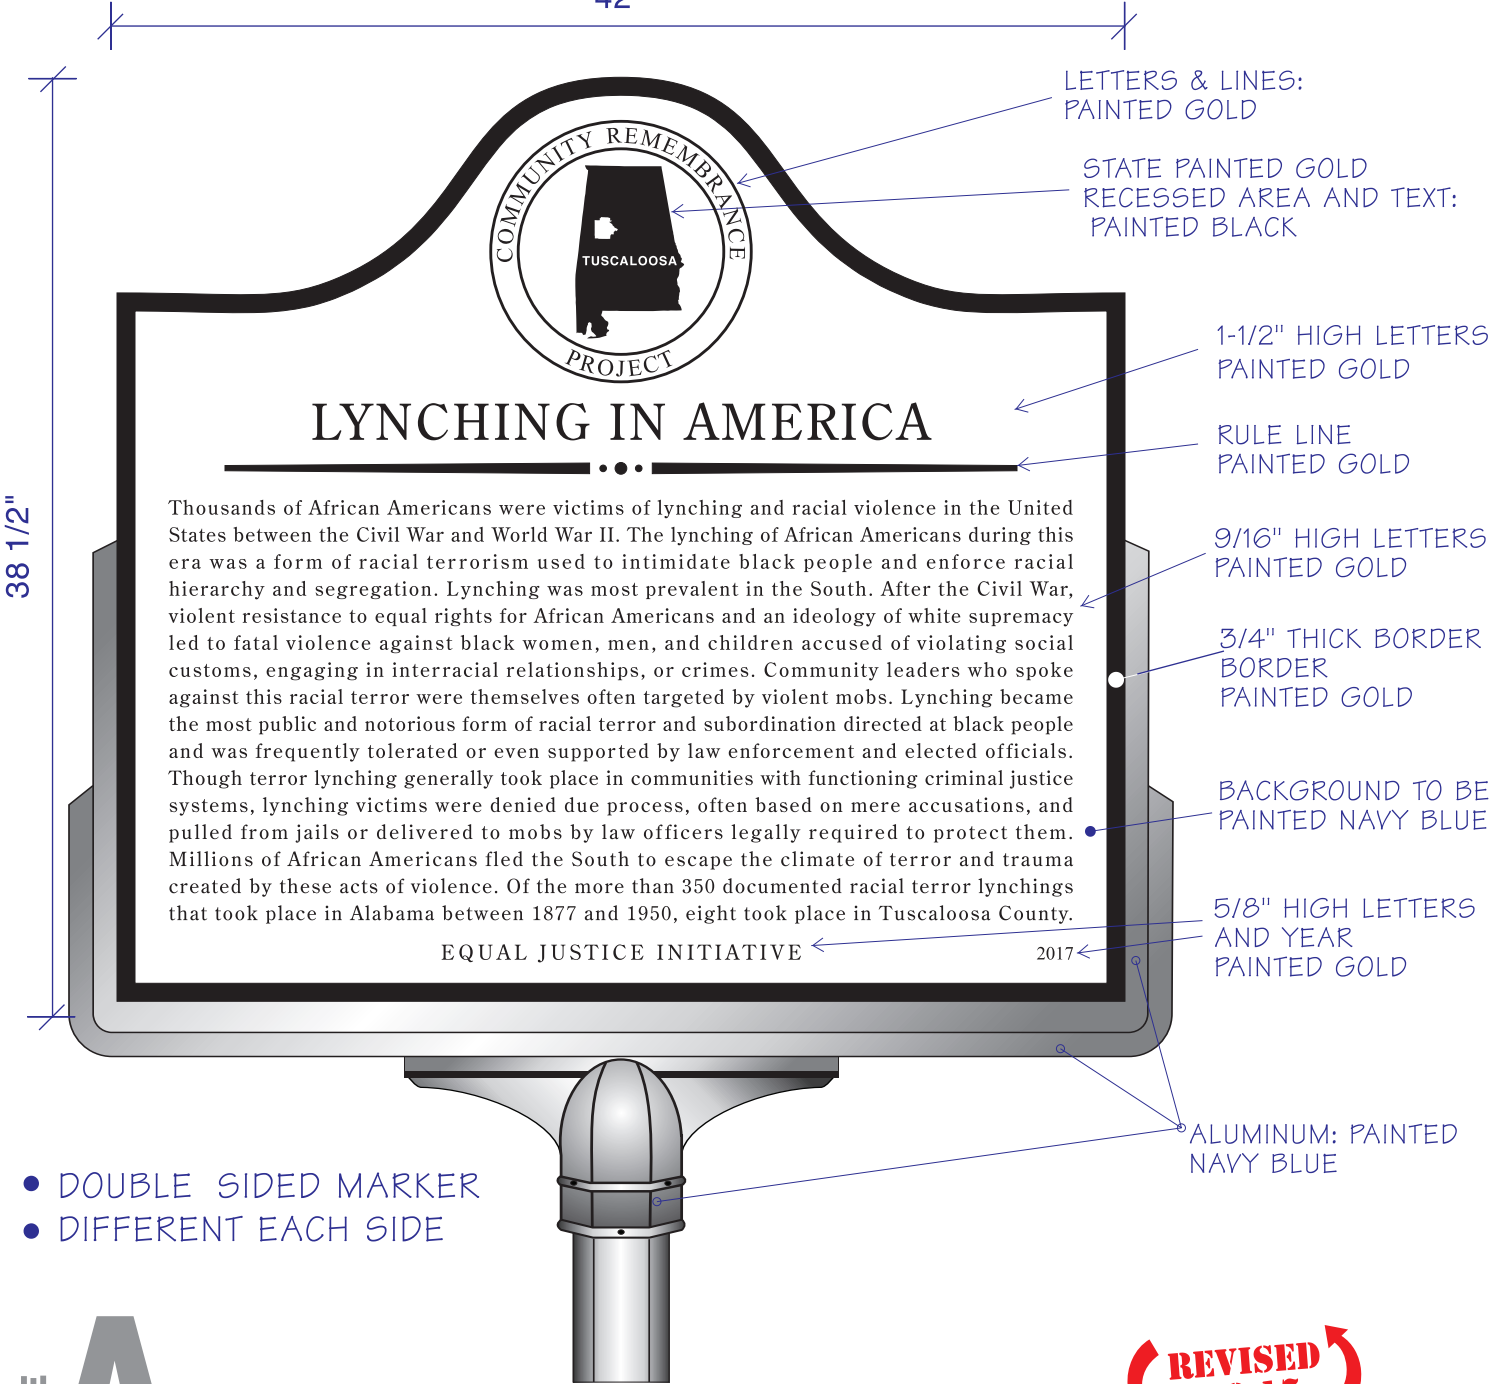 42
LETTERS & LINES:
PAINTED GOLD
STATE PAINTED GOLD
RECESSED AREA AND TEXT:
PAINTED BLACK
COMMUNITY REMEMBRANCE
TUSCALOOSA
PROJECT
1-1/2" HIGH LETTERS
PAINTED GOLD
LYNCHING IN AMERICA
RULE LINE
PAINTED GOLD
38 1/2"
Thousands of African Americans were victims of lynching and racial violence in the United
States between the Civil War and World War II. The lynching of African Americans during this
era was a form of racial terrorism used to intimidate black people and enforce racial
hierarchy and segregation. Lynching was most prevalent in the South. After the Civil War,
violent resistance to equal rights for African Americans and an ideology of white supremacy
led to fatal violence against black women, men, and children accused of violating social
customs, engaging in interracial relationships, or crimes. Community leaders who spoke
against this racial terror were themselves often targeted by violent mobs. Lynching became
the most public and notorious form of racial terror and subordination directed at black people
and was frequently tolerated or even supported by law enforcement and elected officials.
Though terror lynching generally took place in communities with functioning criminal justice
systems, lynching victims were denied due process, often based on mere accusations, and
pulled from jails or delivered to mobs by law officers legally required to protect them.
Millions of African Americans fled the South to escape the climate of terror and trauma
created by these acts of violence. Of the more than 350 documented racial terror lynchings
that took place in Alabama between 1877 and 1950, eight took place in Tuscaloosa County.
EQUAL JUSTICE INITIATIVE
2017
9/16" HIGH LETTERS
PAINTED GOLD
3/4" THICK BORDER
BORDER
PAINTED GOLD
BACKGROUND TO BE
PAINTED NAVY BLUE
5/8" HIGH LETTERS
AND YEAR
PAINTED GOLD
ALUMINUM: PAINTED
NAVY BLUE
DOUBLE SIDED MARKER
DIFFERENT EACH SIDE
REVISED